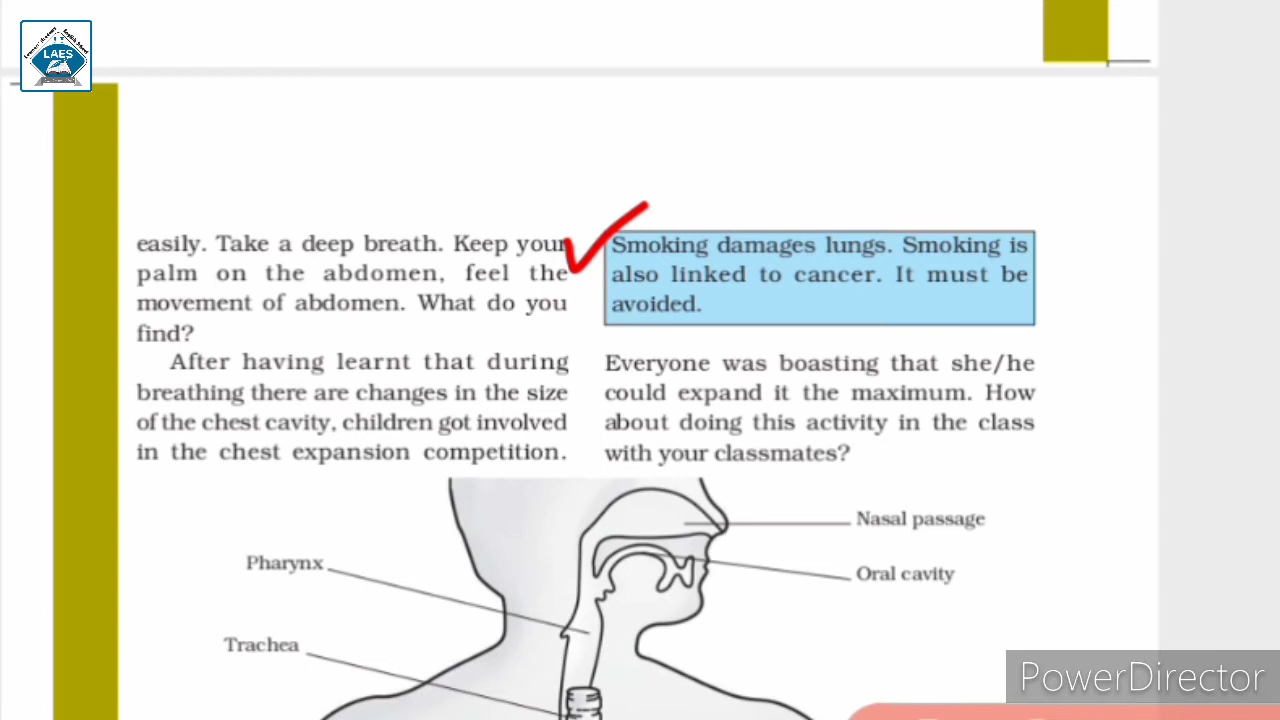 LAES
easily. Take a deep breath. Keep your
palm on the abdomen, feel the
movement of abdomen. What do you
find?
After having learnt that during
breathing there are changes in the size
of the chest cavity, children got involved
in the chest expansion competition.
Smoking damages lungs. Smoking is
also linked to cancer. It must be
avoided.
Everyone was boasting that she/he
could expand it the maximum. How
about doing this activity in the class
with your classmates?
Nasal passage
Pharynx
Oral cavity
Trachea
PowerDirector